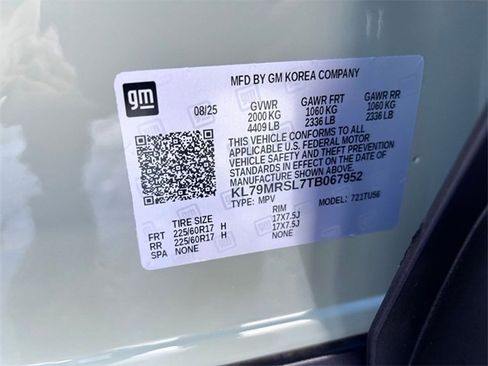 gm
MFD BY GM KOREA COMPANY
08/25 GVWR GAWR FRT GAWR RR
2000 KG 1060 KG 1060 KG
4409 LB 2336 LB 2336 LB
THIS VEHICLE CONFORMS TO ALL
APPLICABLE U.S. FEDERAL MOTOR
VEHICLE SAFETY AND THEFT PREVENTION
STANDARDS IN EFFECT ON THE DATE OF
MANUFACTURE SHOWN ABOVE.
KL79MRSL7TB067952
TYPE: MPV MODEL: 721TU56
TIRE SIZE RIM
FRT 225/60R17 H 17X7.5J
RR 225/60R17 H 17X7.5J
SPA NONE NONE